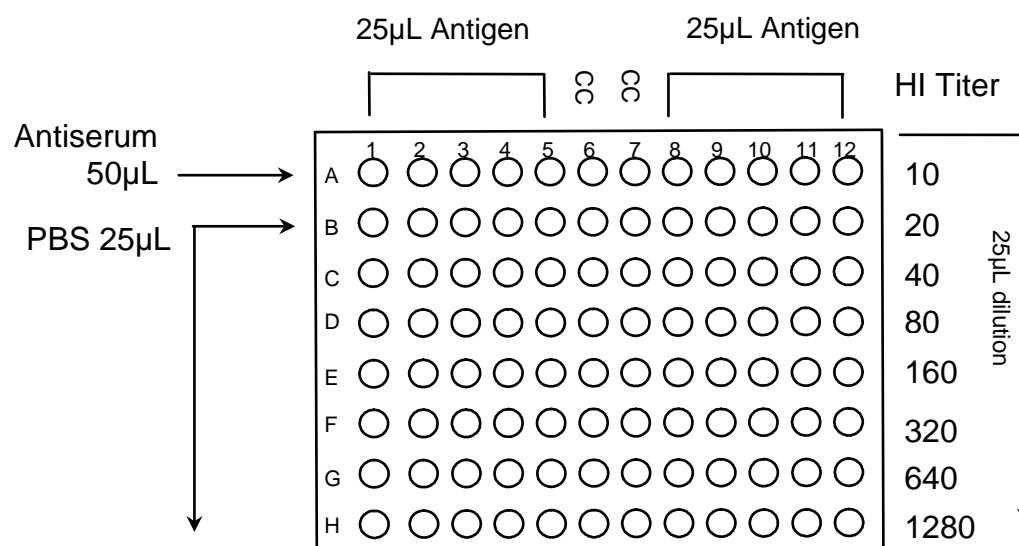 25µL Antigen 25µL Antigen
CC CC
HI Titer
Antiserum
50µL
PBS 25µL
1 2 3 4 5 6 7 8 9 10 11 12
A 10
B 20
C 40
D 80
E 160
F 320
G 640
H 1280
25µL dilution